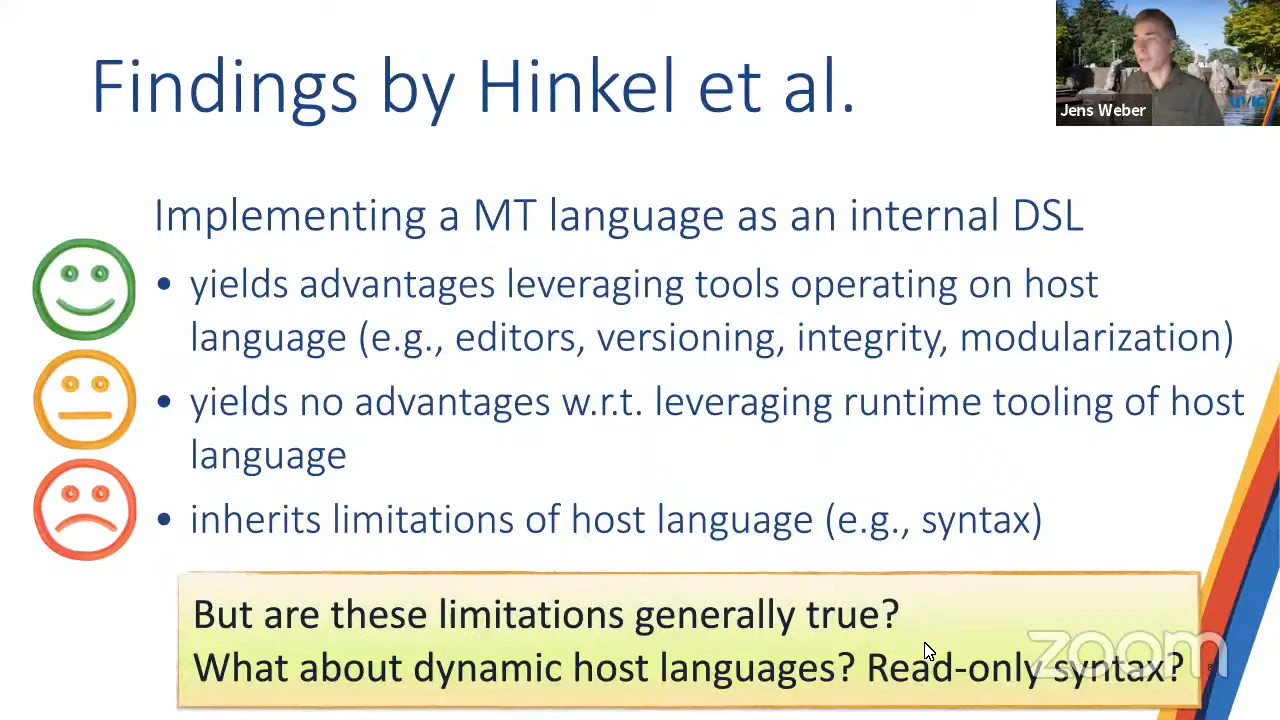 Findings by Hinkel et al.
Jens Weber
UVIC
Implementing a MT language as an internal DSL
• yields advantages leveraging tools operating on host
language (e.g., editors, versioning, integrity, modularization)
• yields no advantages w.r.t. leveraging runtime tooling of host
language
• inherits limitations of host language (e.g., syntax)
But are these limitations generally true?
What about dynamic host languages? Read-only syntax?
zoom
8